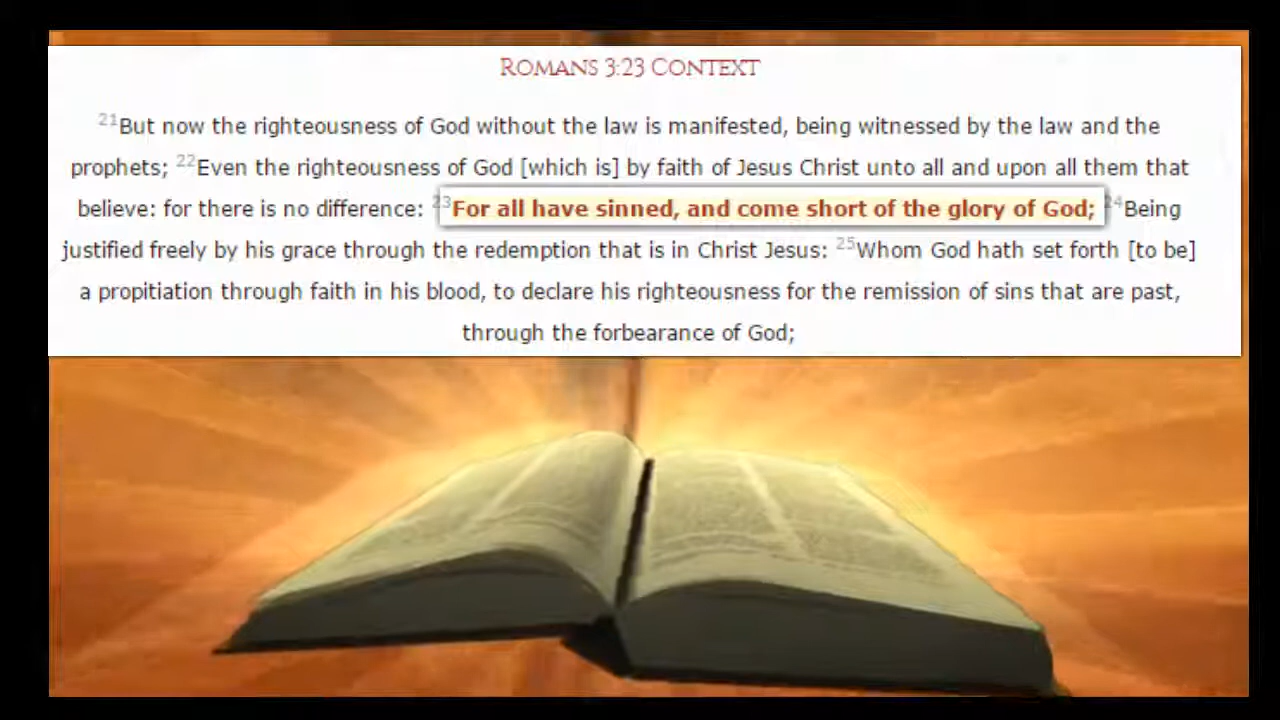 ROMANS 3:23 CONTEXT
21But now the righteousness of God without the law is manifested, being witnessed by the law and the
prophets; 22Even the righteousness of God [which is] by faith of Jesus Christ unto all and upon all them that
believe: for there is no difference: 23For all have sinned, and come short of the glory of God; 24Being
justified freely by his grace through the redemption that is in Christ Jesus: 25Whom God hath set forth [to be]
a propitiation through faith in his blood, to declare his righteousness for the remission of sins that are past,
through the forbearance of God;